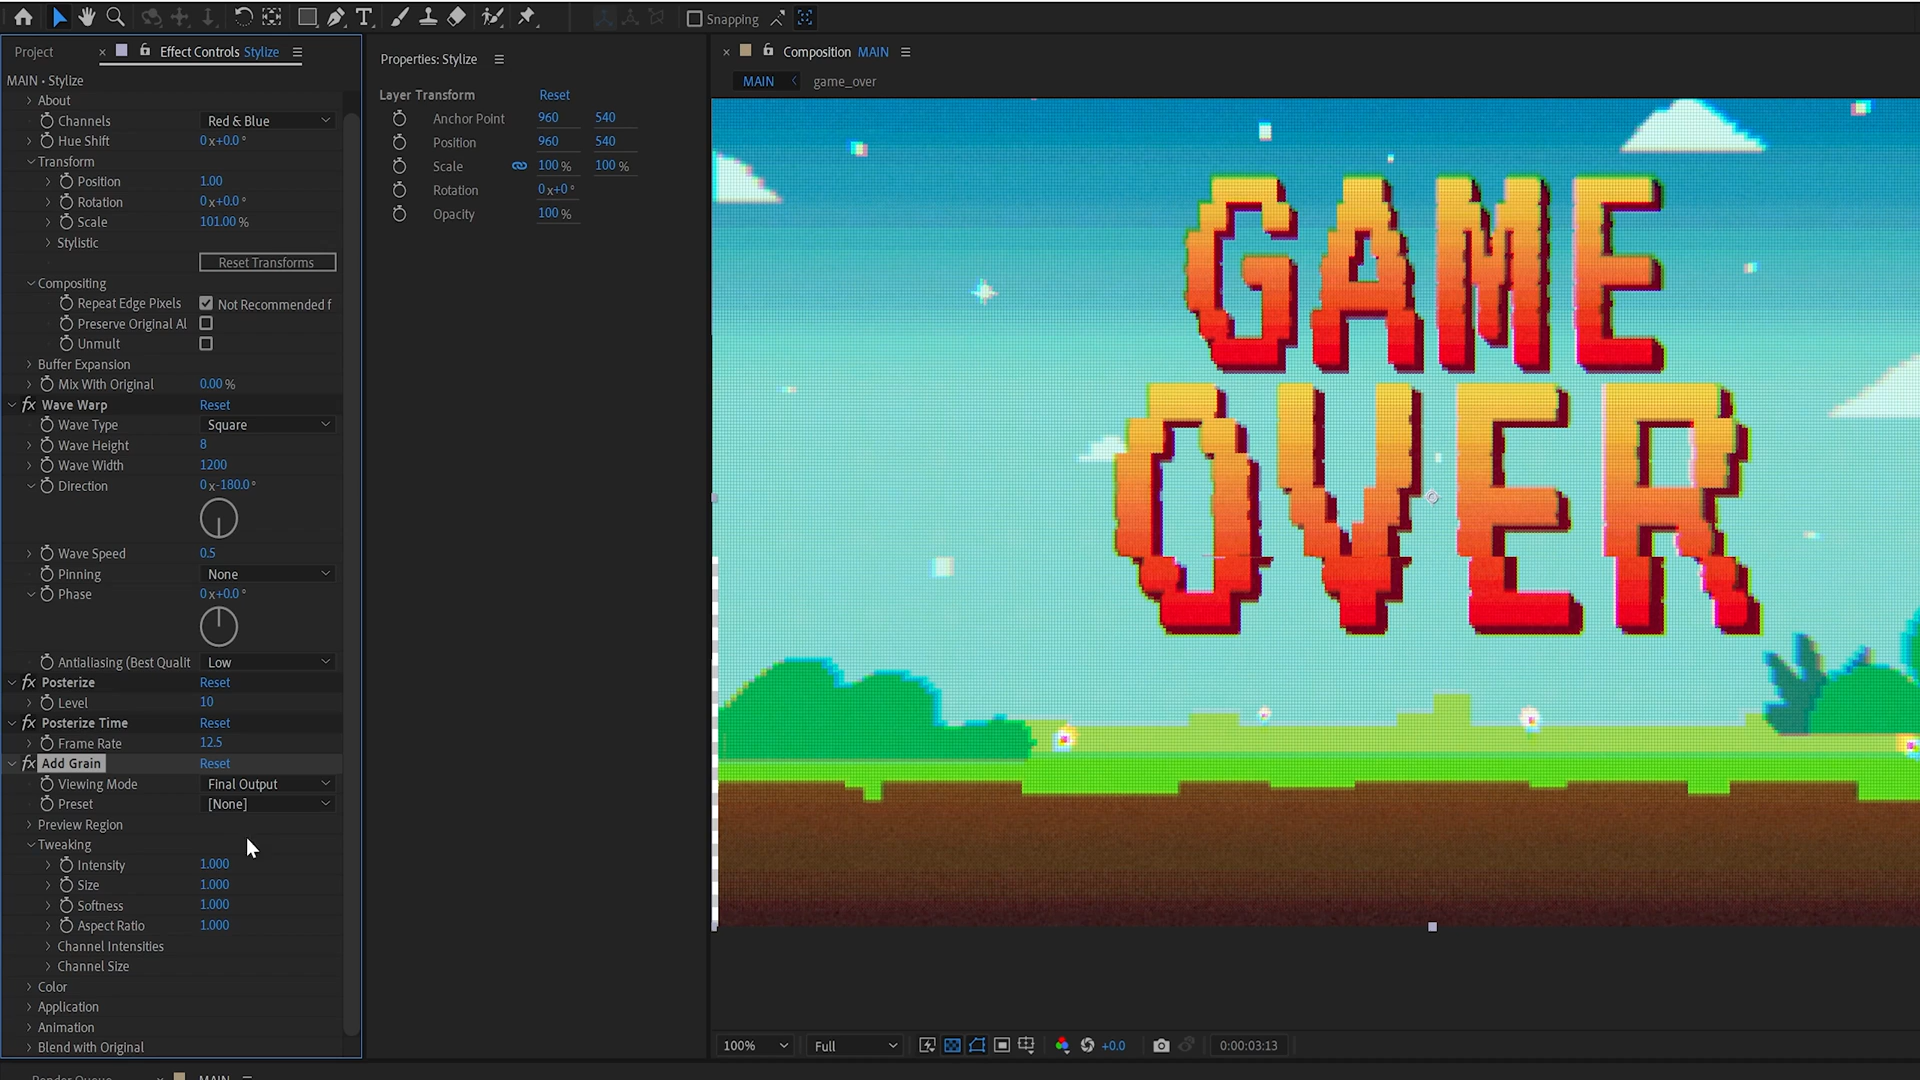 Snapping
Project
× Effect Controls Stylize
MAIN • Stylize
About
Channels Red & Blue
Hue Shift 0x+0.0°
Transform
Position 1.00
Rotation 0x+0.0°
Scale 101.00 %
Stylistic
Reset Transforms
Compositing
Repeat Edge Pixels Not Recommended f
Preserve Original Al
Unmult
Buffer Expansion
Mix With Original 0.00 %
fx Wave Warp Reset
Wave Type Square
Wave Height 8
Wave Width 1200
Direction 0x-180.0°
Wave Speed 0.5
Pinning None
Phase 0x+0.0°
Antialiasing (Best Qualit Low
fx Posterize Reset
Level 10
fx Posterize Time Reset
Frame Rate 12.5
fx Add Grain Reset
Viewing Mode Final Output
Preset [None]
Preview Region
Tweaking
Intensity 1.000
Size 1.000
Softness 1.000
Aspect Ratio 1.000
Channel Intensities
Channel Size
Color
Application
Animation
Blend with Original
Properties: Stylize
Layer Transform Reset
Anchor Point 960 540
Position 960 540
Scale 100 % 100 %
Rotation 0x+0°
Opacity 100 %
× Composition MAIN
MAIN game_over
GAME
OVER
100% Full +0.0 0:00:03:13
Render Queue × MAIN